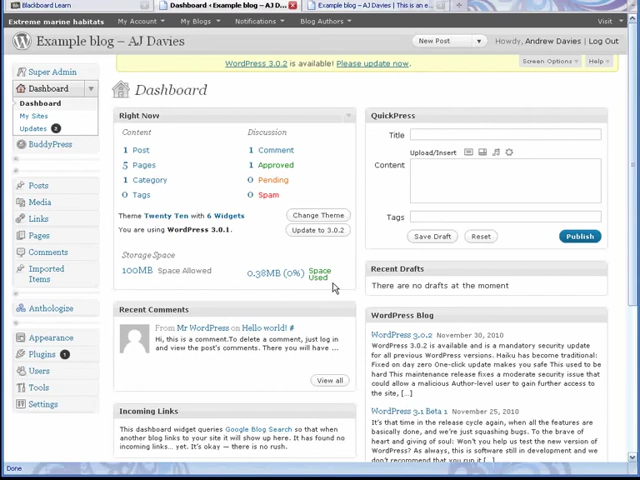 Blackboard Learn
Dashboard ‹ Example blog – AJ Da...
Example blog – AJ Davies | This is an e...
Extreme marine habitats
My Account
My Blogs
Notifications
Blog Authors
Visit
Example blog – AJ Davies
New Post
Howdy, Andrew Davies | Log Out
WordPress 3.0.2 is available! Please update now.
Screen Options
Help
Super Admin
Dashboard
Dashboard
My Sites
Updates 2
BuddyPress
Posts
Media
Links
Pages
Comments
Imported
Items
Anthologize
Appearance
Plugins 1
Users
Tools
Settings
Dashboard
Right Now
Content
Discussion
1 Post
1 Comment
5 Pages
1 Approved
1 Category
0 Pending
0 Tags
0 Spam
Theme Twenty Ten with 6 Widgets
Change Theme
You are using WordPress 3.0.1.
Update to 3.0.2
Storage Space
100MB Space Allowed
0.38MB (0%) Space
Used
Recent Comments
From Mr WordPress on Hello world! #
Hi, this is a comment.To delete a comment, just log in
and view the post's comments. There you will have ...
View all
Incoming Links
This dashboard widget queries Google Blog Search so that when
another blog links to your site it will show up here. It has found no
incoming links... yet. It's okay — there is no rush.
QuickPress
Title
Upload/Insert
Content
Tags
Save Draft
Reset
Publish
Recent Drafts
There are no drafts at the moment
WordPress Blog
WordPress 3.0.2 November 30, 2010
WordPress 3.0.2 is available and is a mandatory security update
for all previous WordPress versions. Haiku has become traditional:
Fixed on day zero One-click update makes you safe This used to be
hard This maintenance release fixes a moderate security issue that
could allow a malicious Author-level user to gain further access to
the site, [...]
WordPress 3.1 Beta 1 November 25, 2010
It's that time in the release cycle again, when all the features are
basically done, and we're just squashing bugs. To the brave of
heart and giving of soul: Won't you help us test the new version of
WordPress? As always, this is software still in development and we
don't recommend that you run it [...]
Done